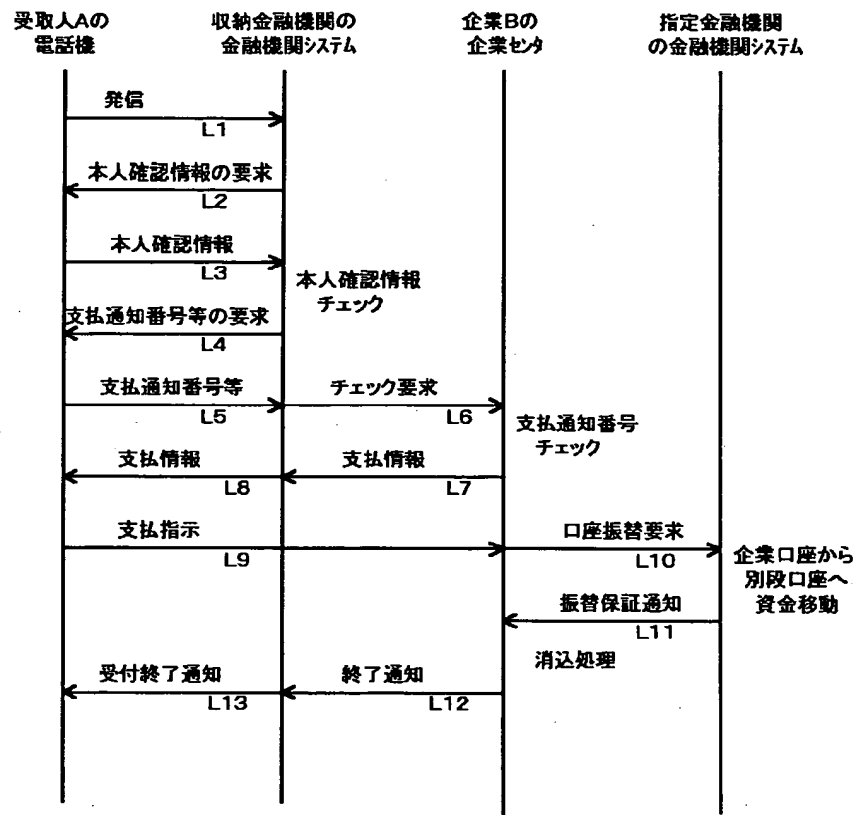 受取人Aの
電話機
収納金融機関の
金融機関システム
企業Bの
企業センタ
指定金融機関
の金融機関システム
発信
L1
本人確認情報の要求
L2
本人確認情報
L3
本人確認情報
チェック
支払通知番号等の要求
L4
支払通知番号等
L5
チェック要求
L6
支払通知番号
チェック
支払情報
L8
支払情報
L7
支払指示
L9
口座振替要求
L10
企業口座から
別段口座へ
資金移動
振替保証通知
L11
消込処理
受付終了通知
L13
終了通知
L12